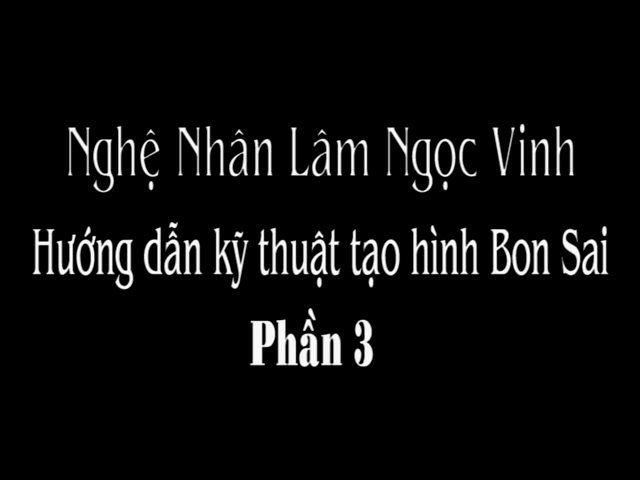 Nghệ Nhân Lâm Ngọc Vinh
Hướng dẫn kỹ thuật tạo hình Bon Sai
Phần 3